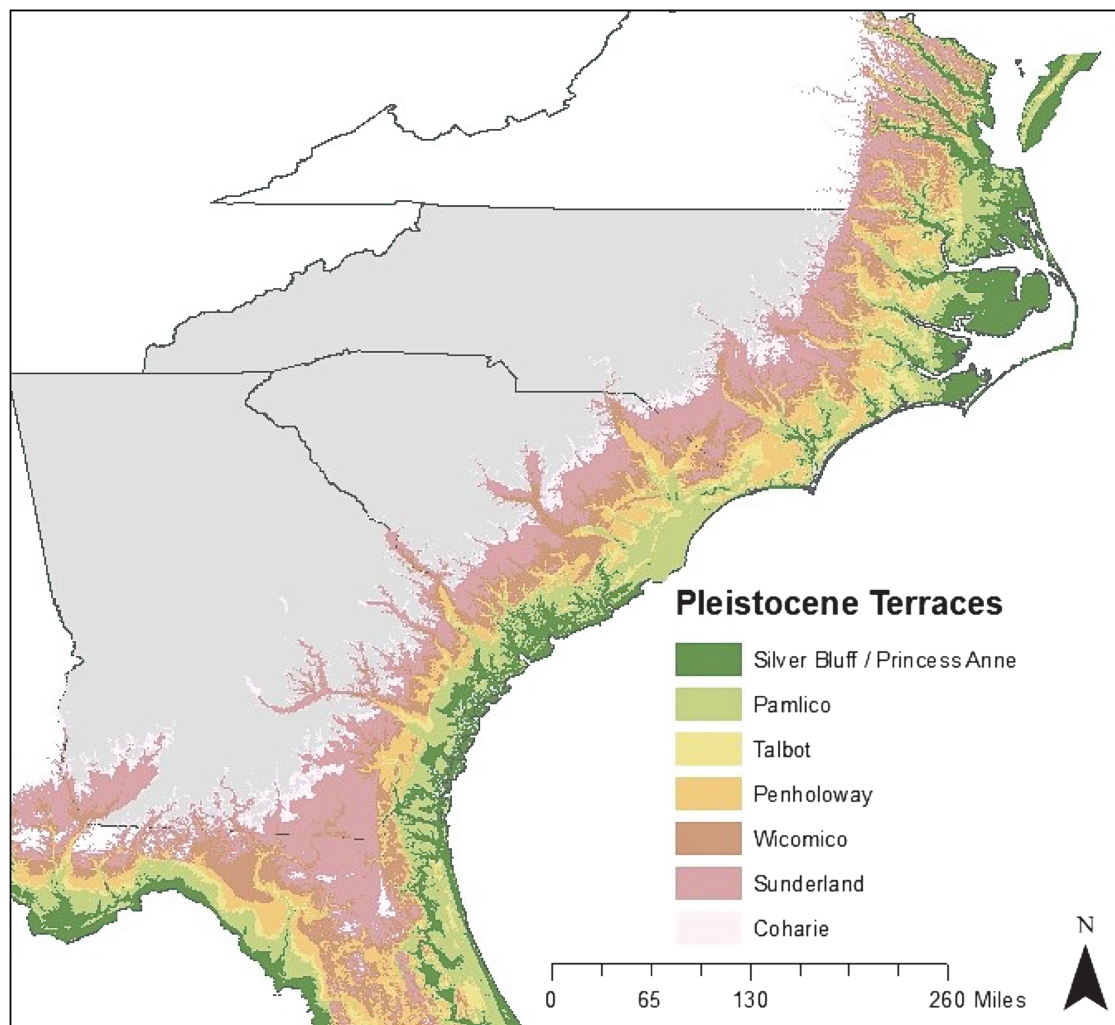 Pleistocene Terraces
Silver Bluff / Princess Anne
Pamlico
Talbot
Penholoway
Wicomico
Sunderland
Coharie
N
0 65 130 260 Miles